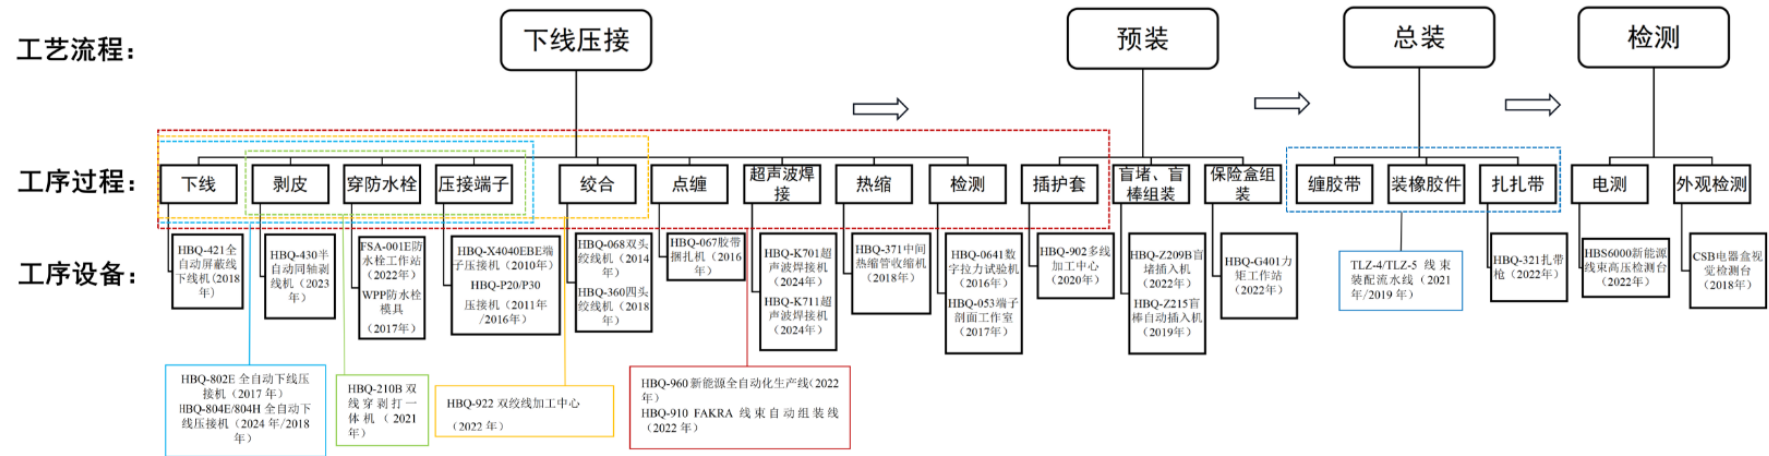 工艺流程：
下线压接
预装
总装
检测
工序过程：
下线
剥皮
穿防水栓
压接端子
绞合
点缠
超声波焊
接
热缩
检测
插护套
盲堵、盲
棒组装
保险盒组
装
缠胶带
装橡胶件
扎扎带
电测
外观检测
工序设备：
HBQ-421全
自动屏蔽线
下线机(2018
年)
HBQ-430半
自动同轴剥
线机（2023
年）
FSA-001E防
水栓工作站
（2022年）
WPP防水栓
模具
（2017年）
HBQ-X4040EBE端
子压接机（2010年）
HBQ-P20/P30
压接机（2011年
/2016年）
HBQ-068双头
绞线机（2014
年）
HBQ-360四头
绞线机（2018
年）
HBQ-067胶带
捆扎机（2016
年）
HBQ-K701超
声波焊接机
（2024年）
HBQ-K711超
声波焊接机
（2024年）
HBQ-371中间
热缩管收缩机
（2018年）
HBQ-0641数
字拉力试验机
（2016年）
HBQ-053端子
剖面工作室
（2017年）
HBQ-902多线
加工中心
（2020年）
HBQ-Z209B盲
堵插入机
（2022年）
HBQ-Z215盲
棒自动插入机
（2019年）
HBQ-G401力
矩工作站
（2022年）
TLZ-4/TLZ-5 线束
装配流水线（2021
年/2019年）
HBQ-321扎带
枪（2022年）
HBS6000新能源
线束高压检测台
（2022年）
CSB电器盒视
觉检测台
（2018年）
HBQ-802E 全自动下线压
接机（2017 年）
HBQ-804E/804H 全自动下
线压接机（2024 年/2018
年）
HBQ-210B 双
线穿剥打一
体机（2021
年）
HBQ-922 双绞线加工中心
（2022 年）
HBQ-960 新能源全自动化生产线（2022
年）
HBQ-910 FAKRA 线束自动组装线
（2022 年）